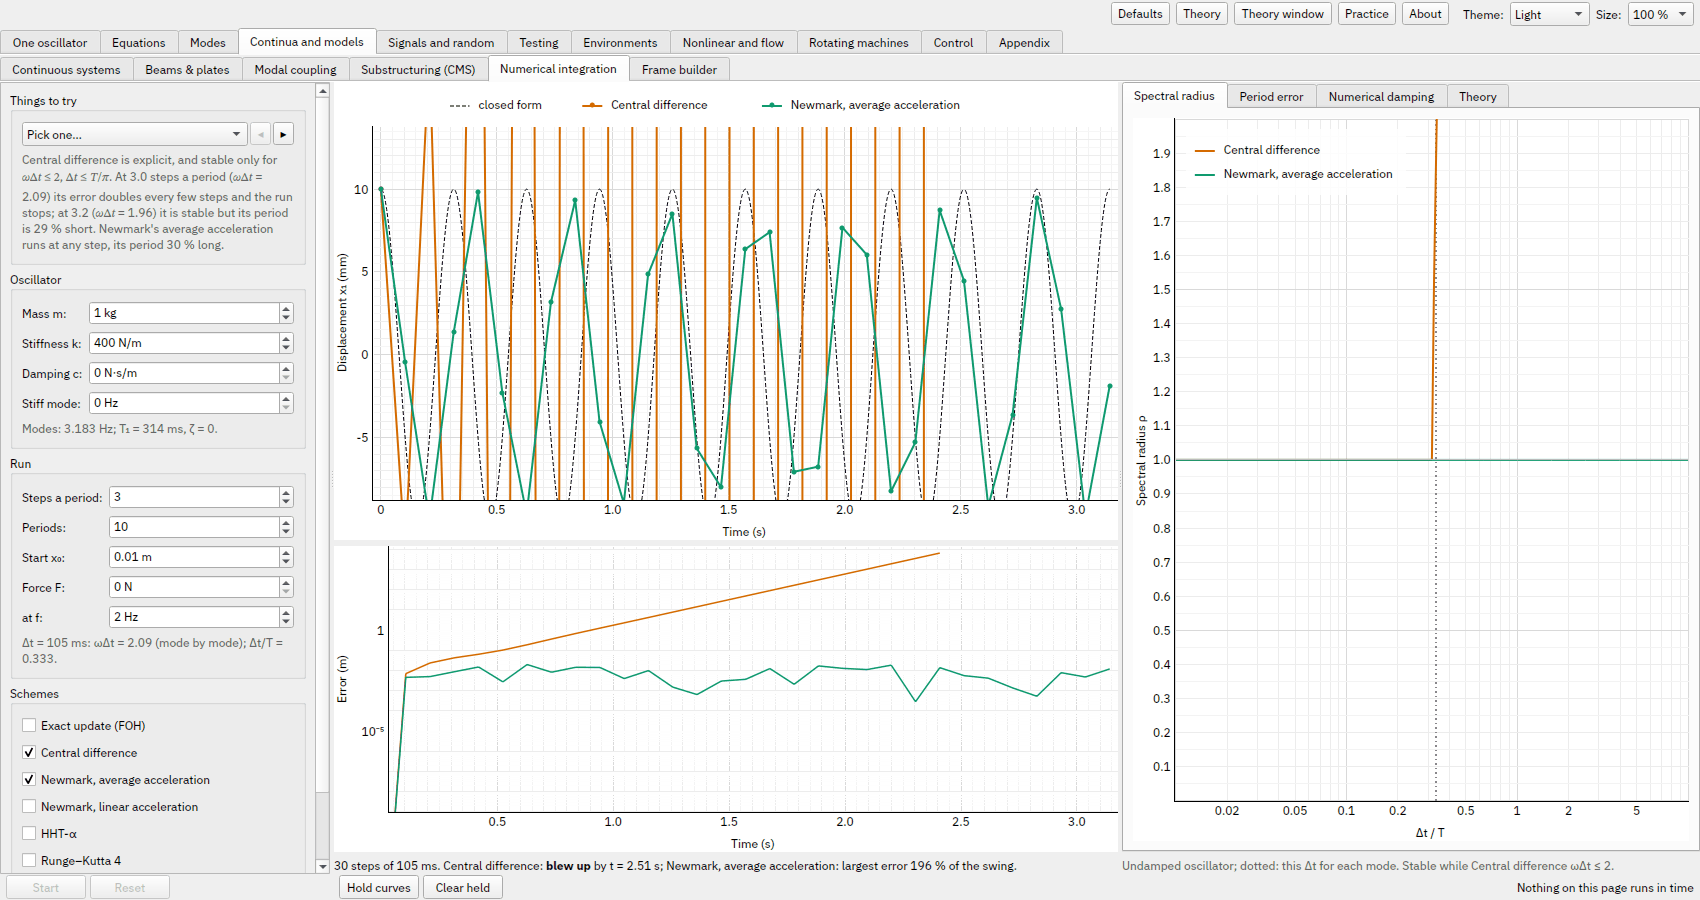 Defaults Theory Theory window Practice About Theme: Light Size: 100 %
One oscillator Equations Modes Continua and models Signals and random Testing Environments Nonlinear and flow Rotating machines Control Appendix
Continuous systems Beams & plates Modal coupling Substructuring (CMS) Numerical integration Frame builder
Things to try
Pick one...
Central difference is explicit, and stable only for
ωΔt ≤ 2, Δt ≤ T/π. At 3.0 steps a period (ωΔt =
2.09) its error doubles every few steps and the run
stops; at 3.2 (ωΔt = 1.96) it is stable but its period
is 29 % short. Newmark's average acceleration
runs at any step, its period 30 % long.
Oscillator
Mass m: 1 kg
Stiffness k: 400 N/m
Damping c: 0 N·s/m
Stiff mode: 0 Hz
Modes: 3.183 Hz; T₁ = 314 ms, ζ = 0.
Run
Steps a period: 3
Periods: 10
Start x₀: 0.01 m
Force F: 0 N
at f: 2 Hz
Δt = 105 ms: ωΔt = 2.09 (mode by mode); Δt/T =
0.333.
Schemes
Exact update (FOH)
Central difference
Newmark, average acceleration
Newmark, linear acceleration
HHT-α
Runge–Kutta 4
Start Reset
closed form Central difference Newmark, average acceleration
Displacement x₁ (mm)
10
5
0
-5
0 0.5 1.0 1.5 2.0 2.5 3.0
Time (s)
Error (m)
1
10⁻⁵
0.5 1.0 1.5 2.0 2.5 3.0
Time (s)
30 steps of 105 ms. Central difference: blew up by t = 2.51 s; Newmark, average acceleration: largest error 196 % of the swing.
Hold curves Clear held
Spectral radius Period error Numerical damping Theory
Central difference
Newmark, average acceleration
Spectral radius ρ
1.9
1.8
1.7
1.6
1.5
1.4
1.3
1.2
1.1
1.0
0.9
0.8
0.7
0.6
0.5
0.4
0.3
0.2
0.1
0.02 0.05 0.1 0.2 0.5 1 2 5
Δt / T
Undamped oscillator; dotted: this Δt for each mode. Stable while Central difference ωΔt ≤ 2.
Nothing on this page runs in time